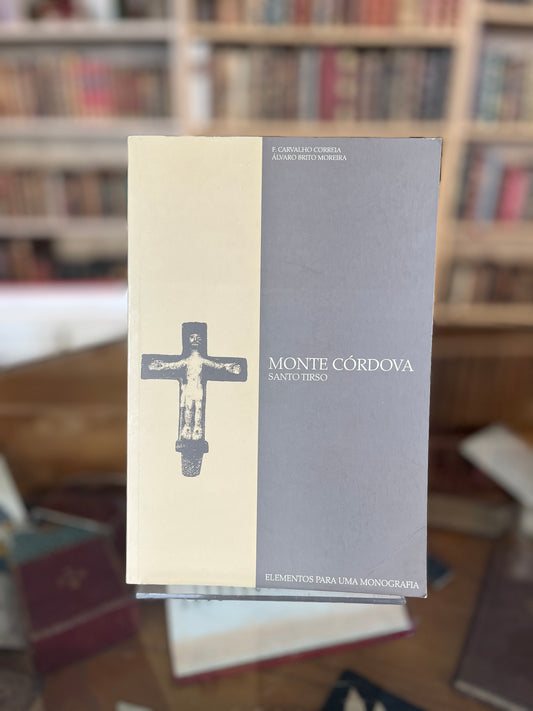 F. CARVALHO CORREIA
ÁLVARO BRITO MOREIRA
MONTE CÓRDOVA
SANTO TIRSO
ELEMENTOS PARA UMA MONOGRAFIA